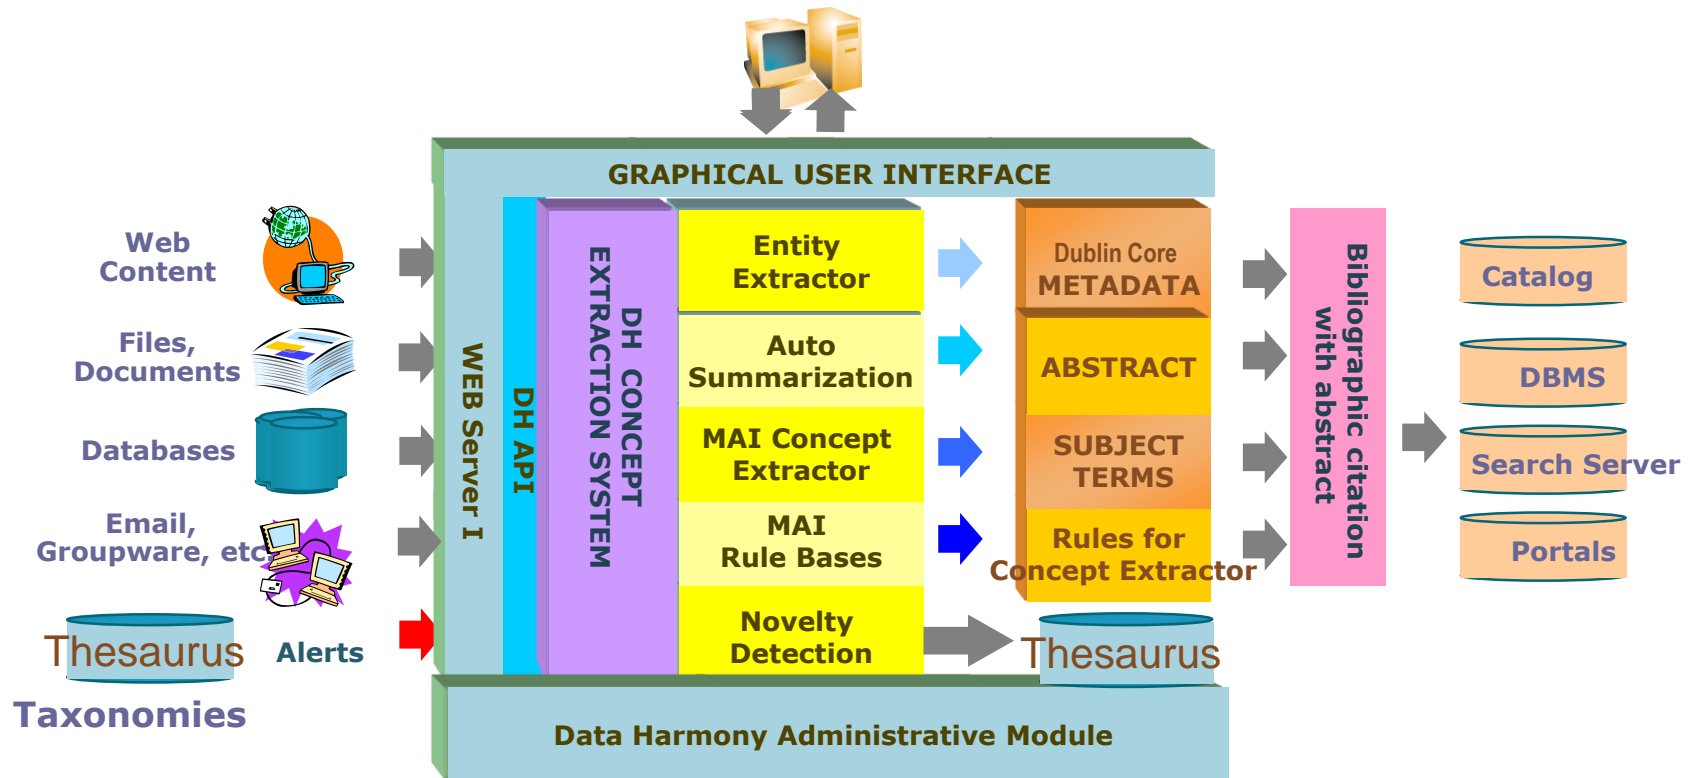 GRAPHICAL USER INTERFACE
Web
Content
Files,
Documents
Databases
Email,
Groupware, etc.
Thesaurus
Alerts
Taxonomies
WEB Server I
DH API
DH CONCEPT
EXTRACTION SYSTEM
Entity
Extractor
Auto
Summarization
MAI Concept
Extractor
MAI
Rule Bases
Novelty
Detection
Dublin Core
METADATA
ABSTRACT
SUBJECT
TERMS
Rules for
Concept Extractor
Thesaurus
Bibliographic citation
with abstract
Catalog
DBMS
Search Server
Portals
Data Harmony Administrative Module